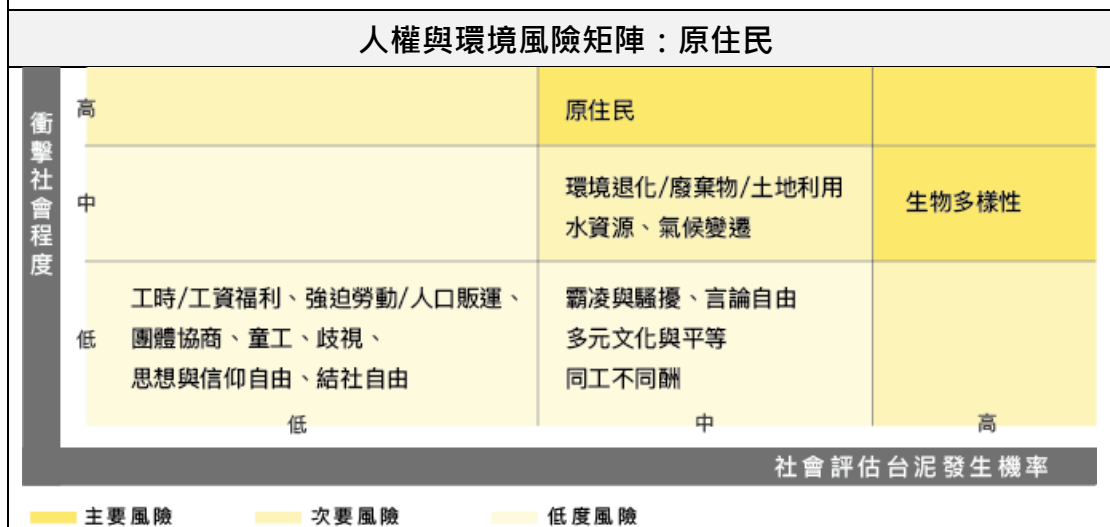 人權與環境風險矩陣：原住民
衝擊社會程度
高
原住民
中
環境退化/廢棄物/土地利用
水資源、氣候變遷
生物多樣性
低
工時/工資福利、強迫勞動/人口販運、
團體協商、童工、歧視、
思想與信仰自由、結社自由
霸凌與騷擾、言論自由
多元文化與平等
同工不同酬
低
中
高
社會評估台泥發生機率
主要風險
次要風險
低度風險